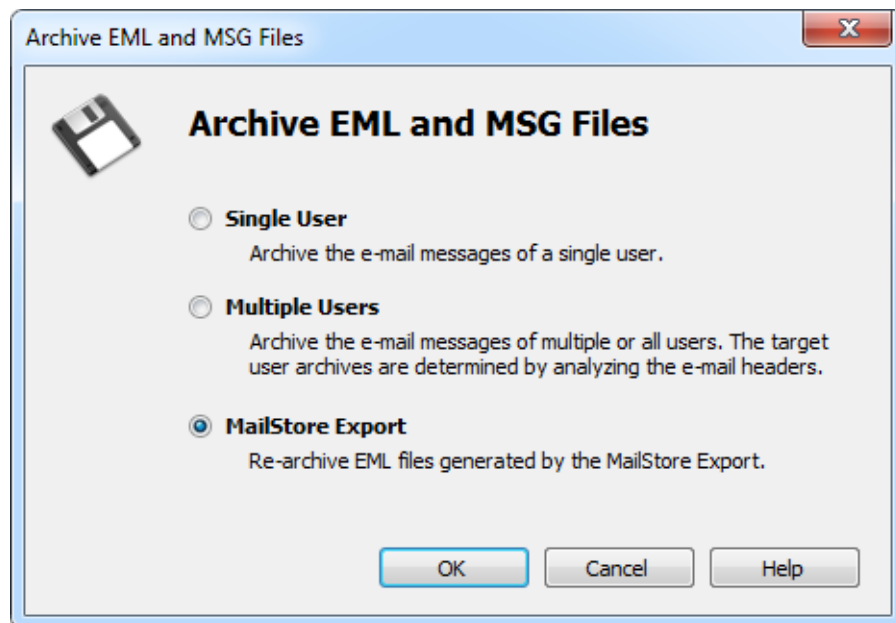 Archive EML and MSG Files
Archive EML and MSG Files
Single User
Archive the e-mail messages of a single user.
Multiple Users
Archive the e-mail messages of multiple or all users. The target
user archives are determined by analyzing the e-mail headers.
MailStore Export
Re-archive EML files generated by the MailStore Export.
OK Cancel Help